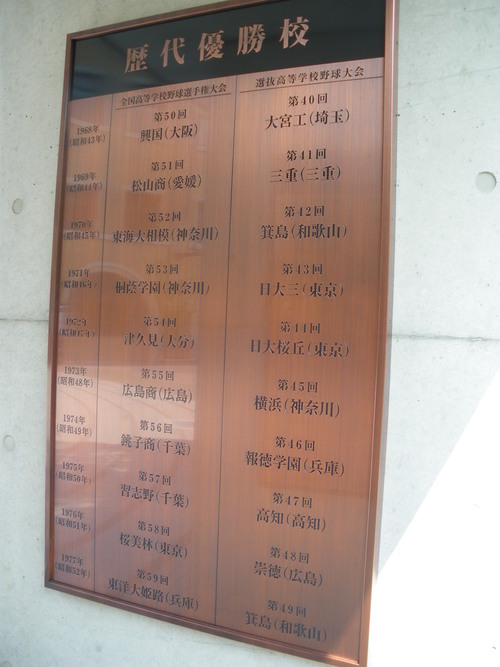 歴代優勝校
全国高等学校野球選手権大会
選抜高等学校野球大会
1968年
(昭和43年)
第50回
興国(大阪)
第40回
大宮工(埼玉)
1969年
(昭和44年)
第51回
松山商(愛媛)
第41回
三重(三重)
1970年
(昭和45年)
第52回
東海大相模(神奈川)
第42回
箕島(和歌山)
1971年
(昭和46年)
第53回
桐蔭学園(神奈川)
第43回
日大三(東京)
1972年
(昭和47年)
第54回
津久見(大分)
第44回
日大桜丘(東京)
1973年
(昭和48年)
第55回
広島商(広島)
第45回
横浜(神奈川)
1974年
(昭和49年)
第56回
銚子商(千葉)
第46回
報徳学園(兵庫)
1975年
(昭和50年)
第57回
習志野(千葉)
第47回
高知(高知)
1976年
(昭和51年)
第58回
桜美林(東京)
第48回
崇徳(広島)
1977年
(昭和52年)
第59回
東洋大姫路(兵庫)
第49回
箕島(和歌山)